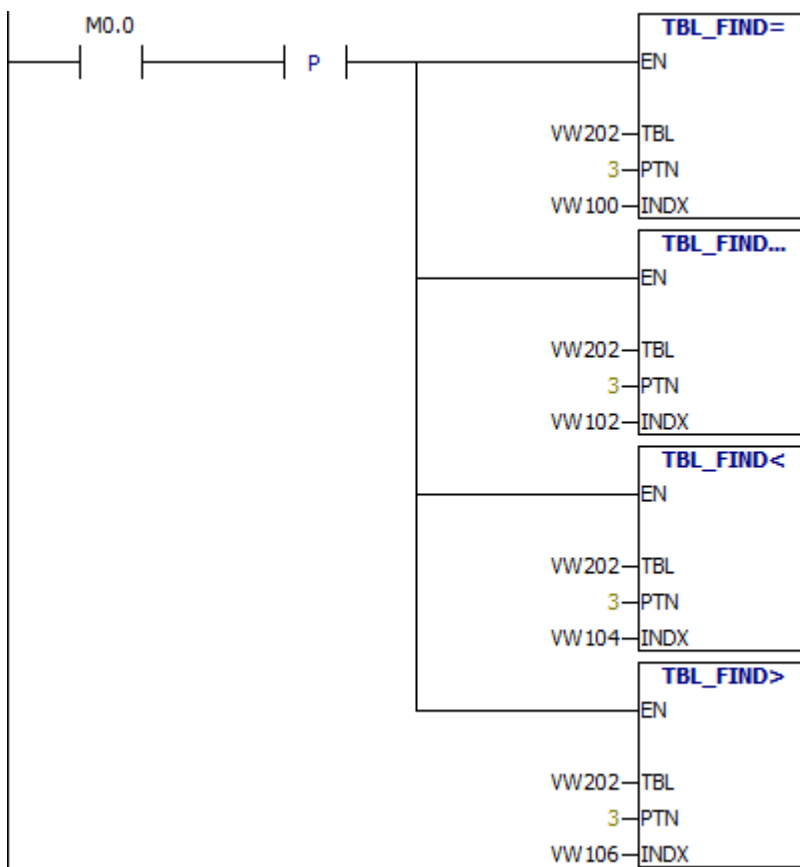 M0.0
P
TBL_FIND=
EN
VW202 TBL
3 PTN
VW100 INDX
TBL_FIND...
EN
VW202 TBL
3 PTN
VW102 INDX
TBL_FIND<
EN
VW202 TBL
3 PTN
VW104 INDX
TBL_FIND>
EN
VW202 TBL
3 PTN
VW106 INDX